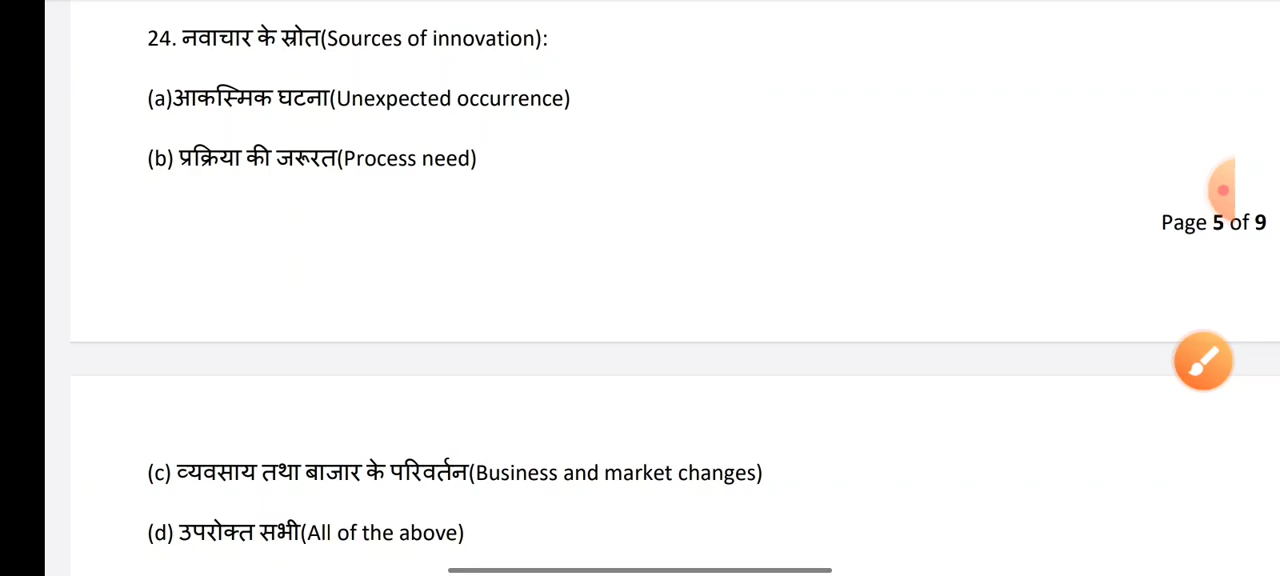 24. नवाचार के स्रोत(Sources of innovation):
(a)आकस्मिक घटना(Unexpected occurrence)
(b) प्रक्रिया की जरूरत(Process need)
Page 5 of 9
(c) व्यवसाय तथा बाजार के परिवर्तन(Business and market changes)
(d) उपरोक्त सभी(All of the above)